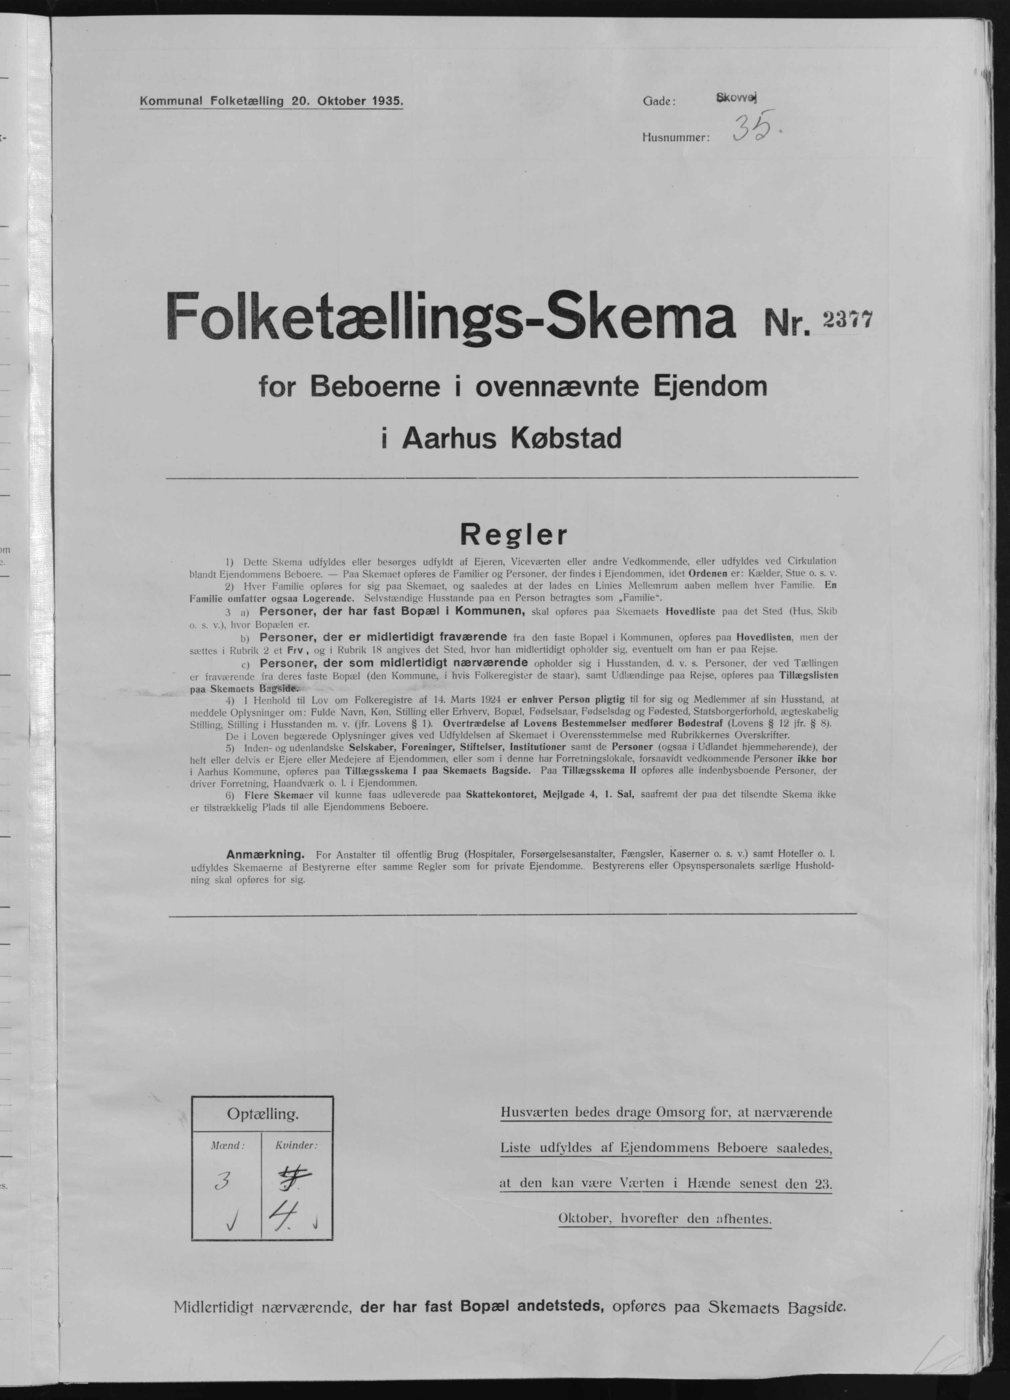 Kommunal Folketælling 20. Oktober 1935.
Gade: Skovvej
Husnummer: 35.
Folketællings-Skema Nr. 2377
for Beboerne i ovennævnte Ejendom
i Aarhus Købstad
Regler
1) Dette Skema udfyldes eller besørges udfyldt af Ejeren, Viceværten eller andre Vedkommende, eller udfyldes ved Cirkulation
blandt Ejendommens Beboere. — Paa Skemaet opføres de Familier og Personer, der findes i Ejendommen, idet Ordenen er: Kælder, Stue o. s. v.
2) Hver Familie opføres for sig paa Skemaet, og saaledes at der lades en Linies Mellemrum aaben mellem hver Familie. En
Familie omfatter ogsaa Logerende. Selvstændige Husstande paa en Person betragtes som „Familie“.
3 a) Personer, der har fast Bopæl i Kommunen, skal opføres paa Skemaets Hovedliste paa det Sted (Hus, Skib
o. s. v.), hvor Bopælen er.
b) Personer, der er midlertidigt fraværende fra den faste Bopæl i Kommunen, opføres paa Hovedlisten, men der
sættes i Rubrik 2 et Frv., og i Rubrik 18 angives det Sted, hvor han midlertidigt opholder sig, eventuelt om han er paa Rejse.
c) Personer, der som midlertidigt nærværende opholder sig i Husstanden, d. v. s. Personer, der ved Tællingen
er fraværende fra deres faste Bopæl (den Kommune, i hvis Folkeregister de staar), samt Udlændinge paa Rejse, opføres paa Tillægslisten
paa Skemaets Bagside.
4) I Henhold til Lov om Folkeregistre af 14. Marts 1924 er enhver Person pligtig til for sig og Medlemmer af sin Husstand, at
meddele Oplysninger om: Fulde Navn, Køn, Stilling eller Erhverv, Bopæl, Fødselsaar, Fødselsdag og Fødested, Statsborgerforhold, ægteskabelig
Stilling, Stilling i Husstanden m. v. (jfr. Lovens § 1). Overtrædelse af Lovens Bestemmelser medfører Bødestraf (Lovens § 12 jfr. § 8).
De i Loven begærede Oplysninger gives ved Udfyldelsen af Skemaet i Overensstemmelse med Rubrikkernes Overskrifter.
5) Inden- og udenlandske Selskaber, Foreninger, Stiftelser, Institutioner samt de Personer (ogsaa i Udlandet hjemmehørende), der
helt eller delvis er Ejere eller Medejere af Ejendommen, eller som i denne har Forretningslokale, forsaavidt vedkommende Personer ikke bor
i Aarhus Kommune, opføres paa Tillægsskema I paa Skemaets Bagside. Paa Tillægsskema II opføres alle indenbysboende Personer, der
driver Forretning, Haandværk o. l. i Ejendommen.
6) Flere Skemaer vil kunne faas udleverede paa Skattekontoret, Mejlgade 4, 1. Sal, saafremt der paa det tilsendte Skema ikke
er tilstrækkelig Plads til alle Ejendommens Beboere.
Anmærkning. For Anstalter til offentlig Brug (Hospitaler, Forsørgelsesanstalter, Fængsler, Kaserner o. s. v.) samt Hoteller o. l.
udfyldes Skemaerne af Bestyrerne efter samme Regler som for private Ejendomme. Bestyrerens eller Opsynspersonalets særlige Hushold-
ning skal opføres for sig.
Optælling.
Mænd: Kvinder:
3
4.
Husværten bedes drage Omsorg for, at nærværende
Liste udfyldes af Ejendommens Beboere saaledes,
at den kan være Værten i Hænde senest den 23.
Oktober, hvorefter den afhentes.
Midlertidigt nærværende, der har fast Bopæl andetsteds, opføres paa Skemaets Bagside.